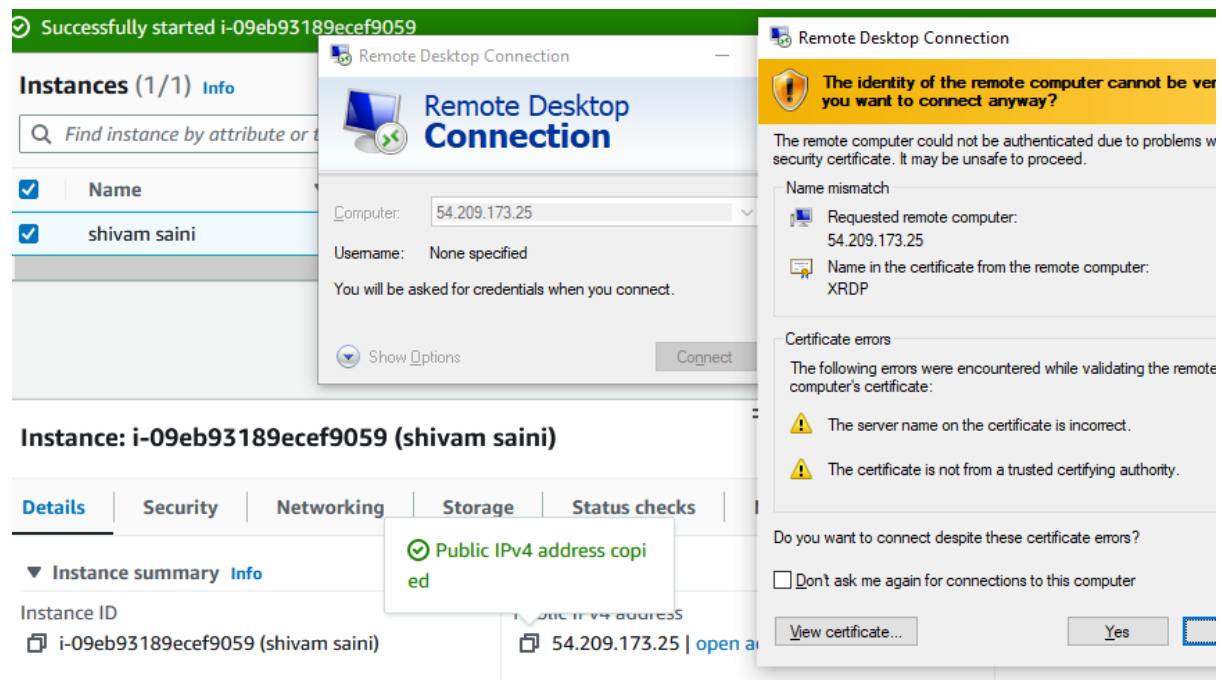 Successfully started i-09eb93189ecef9059
Instances (1/1) Info
Find instance by attribute or t
Name
shivam saini
Remote Desktop Connection
Remote Desktop
Connection
Computer: 54.209.173.25
Username: None specified
You will be asked for credentials when you connect.
Show Options
Connect
Remote Desktop Connection
The identity of the remote computer cannot be ver
you want to connect anyway?
The remote computer could not be authenticated due to problems w
security certificate. It may be unsafe to proceed.
Name mismatch
Requested remote computer:
54.209.173.25
Name in the certificate from the remote computer:
XRDP
Certificate errors
The following errors were encountered while validating the remote
computer's certificate:
The server name on the certificate is incorrect.
The certificate is not from a trusted certifying authority.
Do you want to connect despite these certificate errors?
Don't ask me again for connections to this computer
View certificate... Yes
Instance: i-09eb93189ecef9059 (shivam saini)
Details Security Networking Storage Status checks
Public IPv4 address copi
ed
Instance summary Info
Instance ID
i-09eb93189ecef9059 (shivam saini)
Public IPv4 address
54.209.173.25 | open a